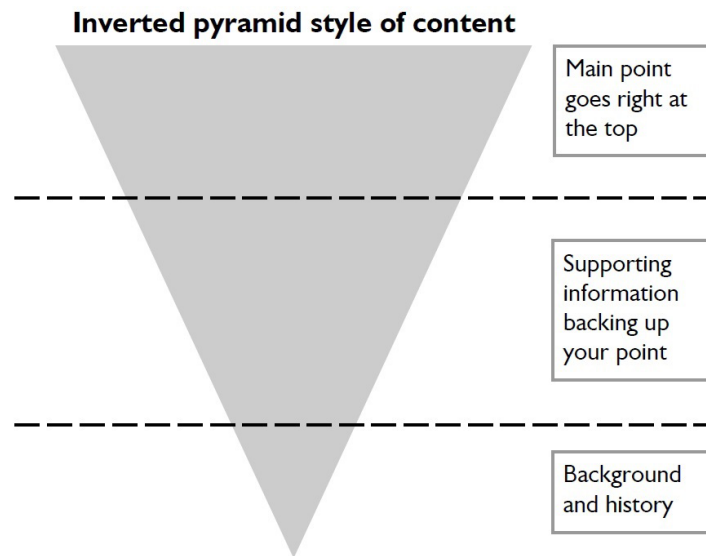 Inverted pyramid style of content
Main point
goes right at
the top
Supporting
information
backing up
your point
Background
and history